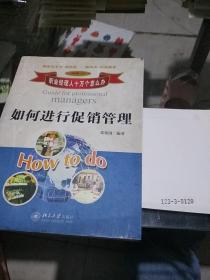 职业经理人十万个怎么办
Guide for professional
managers
如何进行促销管理
How to do
北京大学出版社
123-3-0129